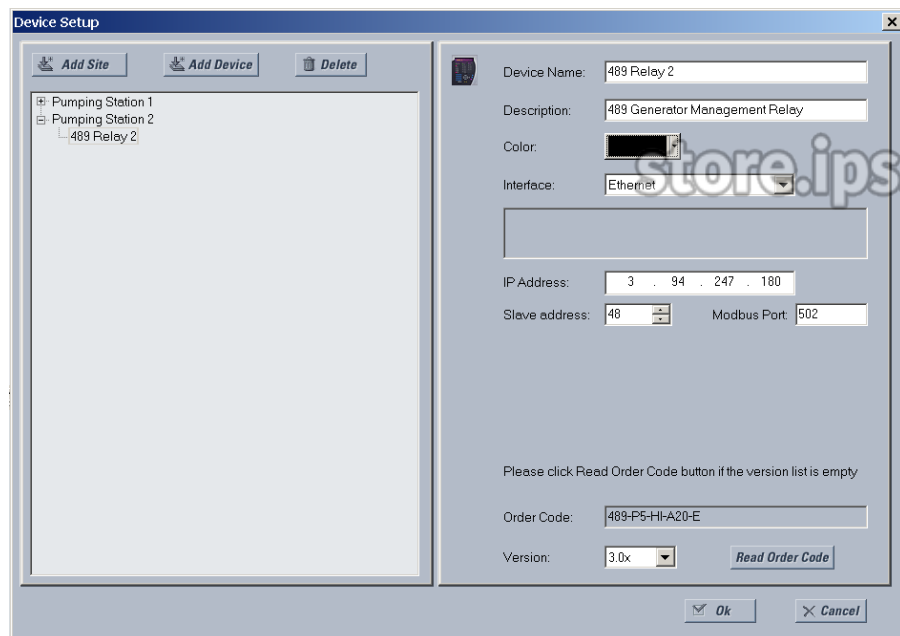 Device Setup
Add Site Add Device Delete
Pumping Station 1
Pumping Station 2
489 Relay 2
Device Name: 489 Relay 2
Description: 489 Generator Management Relay
Color:
store.ips
Interface: Ethernet
IP Address: 3 . 94 . 247 . 180
Slave address: 48 Modbus Port: 502
Please click Read Order Code button if the version list is empty
Order Code: 489-P5-HI-A20-E
Version: 3.0x Read Order Code
Ok Cancel